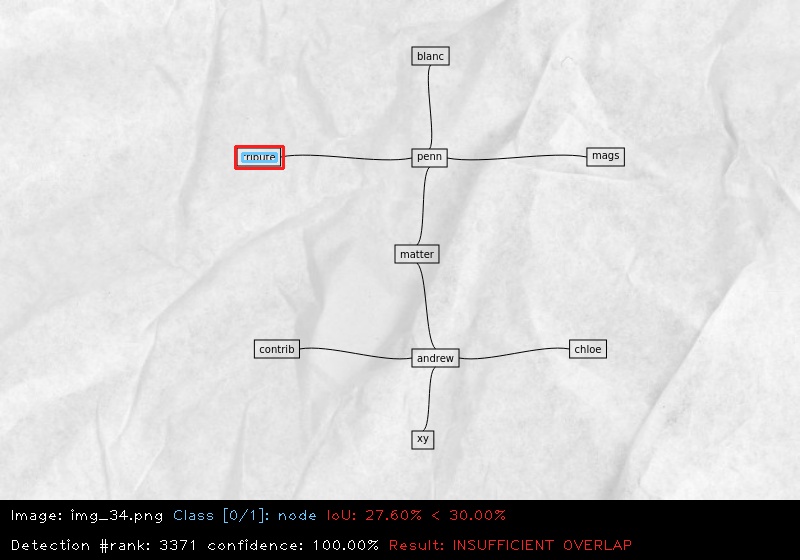 blanc
penn
mags
matter
contrib
andrew
chloe
xy
Image: img_34.png Class [0/1]: node IoU: 27.60% < 30.00%
Detection #rank: 3371 confidence: 100.00% Result: INSUFFICIENT OVERLAP